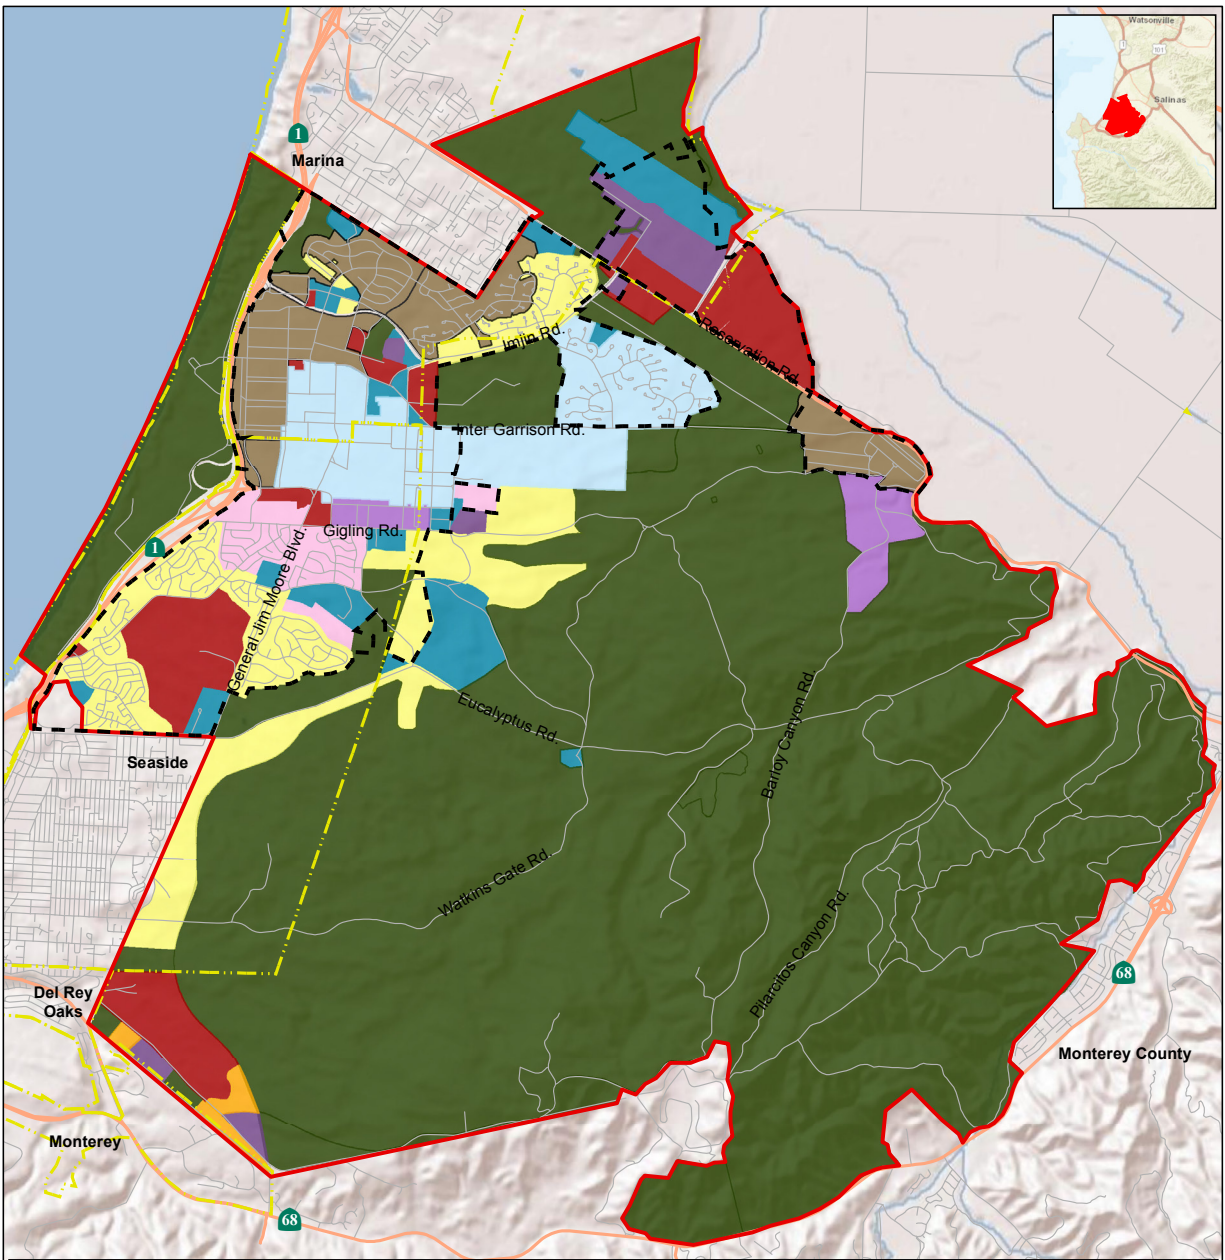 Watsonville
1
101
Salinas
1
Marina
Imjin Rd.
Reservation Rd.
Inter Garrison Rd.
Gigling Rd.
1
General Jim Moore Blvd.
Eucalyptus Rd.
Barloy Canyon Rd.
Seaside
Watkins Gate Rd.
Pilarcitos Canyon Rd.
68
Del Rey
Oaks
Monterey County
Monterey
68